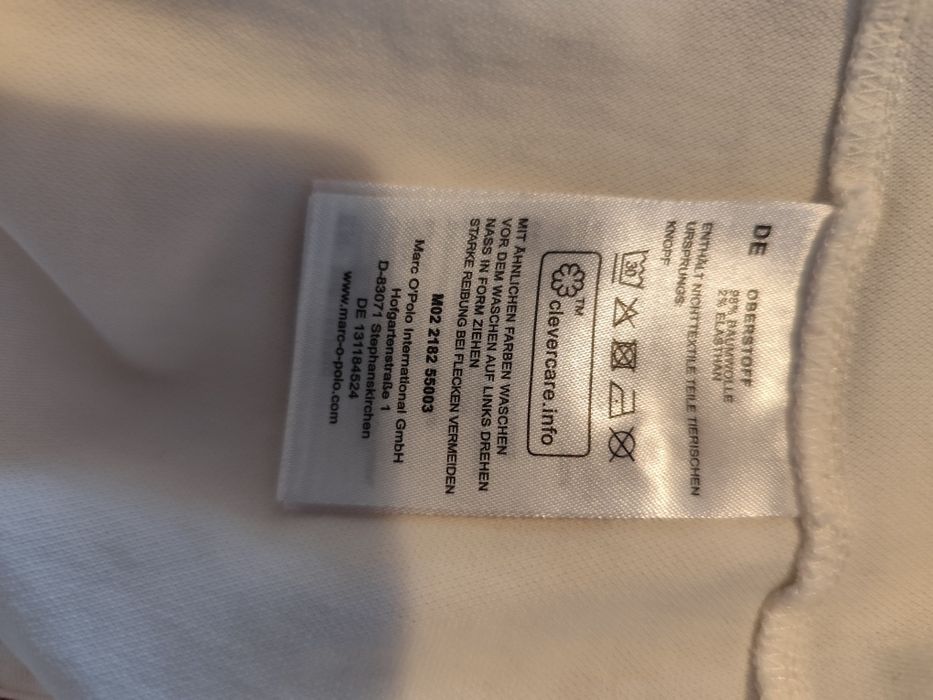 DE
OBERSTOFF
98% BAUMWOLLE
2% ELASTHAN
ENTHÄLT NICHTTEXTILE TEILE TIERISCHEN
URSPRUNGS:
KNOPF
30
clevercare.info
TM
MIT ÄHNLICHEN FARBEN WASCHEN
VOR DEM WASCHEN AUF LINKS DREHEN
NASS IN FORM ZIEHEN
STARKE REIBUNG BEI FLECKEN VERMEIDEN
M02 2182 55003
Marc O'Polo International GmbH
Hofgartenstraße 1
D-83071 Stephanskirchen
DE 131184524
www.marc-o-polo.com